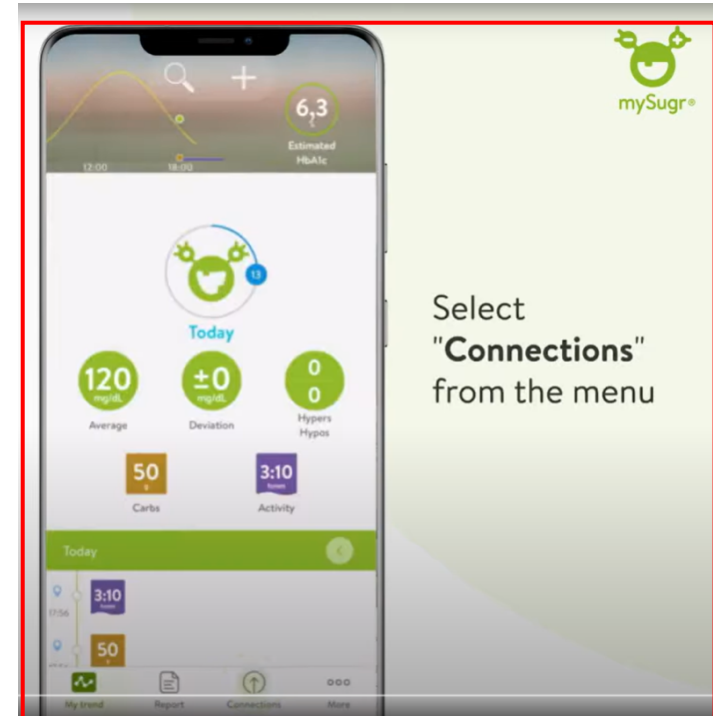 mySugr®
6,3
Estimated
HbA1c
12:00
18:00
13
Today
120
mg/dL
Average
±0
mg/dL
Deviation
0
0
Hypers
Hypos
50
g
Carbs
3:10
Activity
Select
"Connections"
from the menu
Today
3:10
17:56
50
My trend
Report
Connections
More